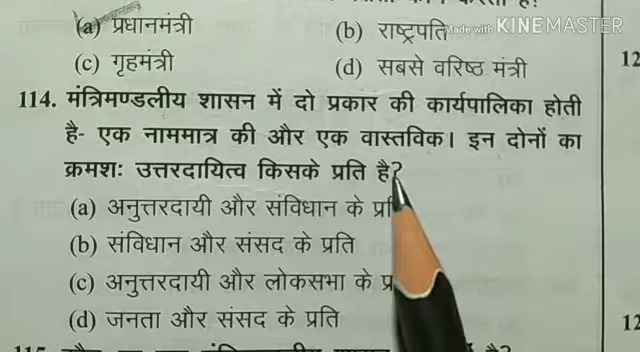 (a) प्रधानमंत्री (b) राष्ट्रपति
Made with KINEMASTER
(c) गृहमंत्री (d) सबसे वरिष्ठ मंत्री
12
114. मंत्रिमण्डलीय शासन में दो प्रकार की कार्यपालिका होती
है- एक नाममात्र की और एक वास्तविक। इन दोनों का
क्रमशः उत्तरदायित्व किसके प्रति है?
(a) अनुत्तरदायी और संविधान के
(b) संविधान और संसद के प्रति
(c) अनुत्तरदायी और लोकसभा के
(d) जनता और संसद के प्रति
12